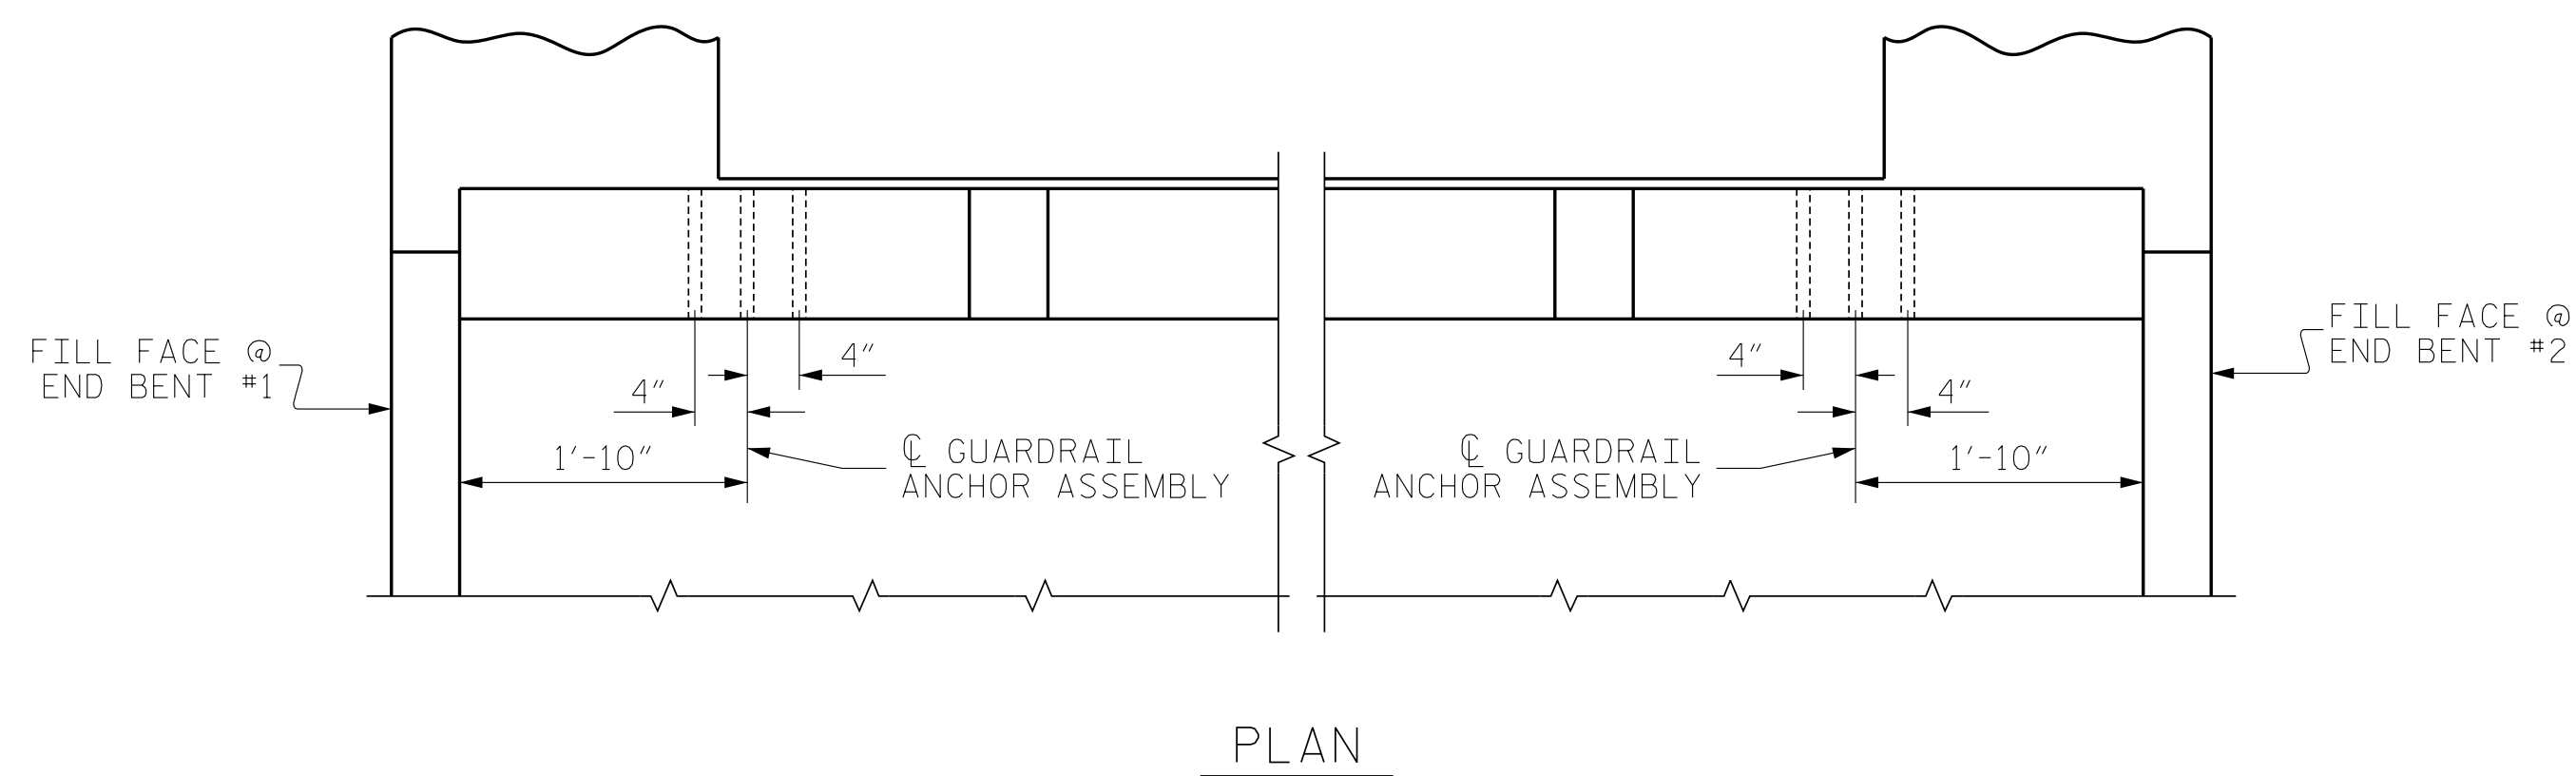 FILL FACE @
END BENT #1
4"
4"
1'-10"
℄ GUARDRAIL
ANCHOR ASSEMBLY
℄ GUARDRAIL
ANCHOR ASSEMBLY
4"
4"
1'-10"
FILL FACE @
END BENT #2
PLAN